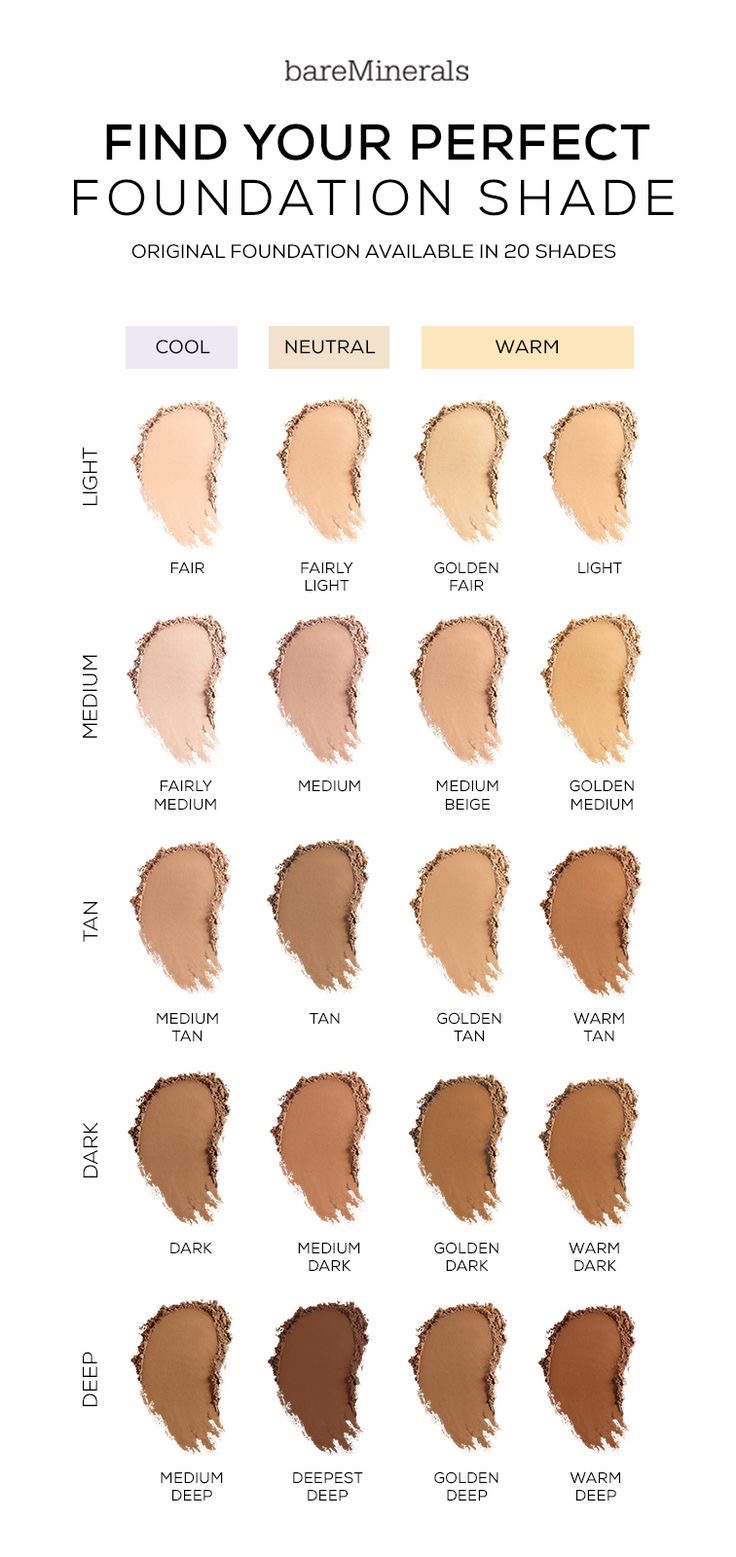 bareMinerals
FIND YOUR PERFECT
FOUNDATION SHADE
ORIGINAL FOUNDATION AVAILABLE IN 20 SHADES
COOL
NEUTRAL
WARM
LIGHT
FAIR
FAIRLY
LIGHT
GOLDEN
FAIR
LIGHT
MEDIUM
FAIRLY
MEDIUM
MEDIUM
MEDIUM
BEIGE
GOLDEN
MEDIUM
TAN
MEDIUM
TAN
TAN
GOLDEN
TAN
WARM
TAN
DARK
DARK
MEDIUM
DARK
GOLDEN
DARK
WARM
DARK
DEEP
MEDIUM
DEEP
DEEPEST
DEEP
GOLDEN
DEEP
WARM
DEEP